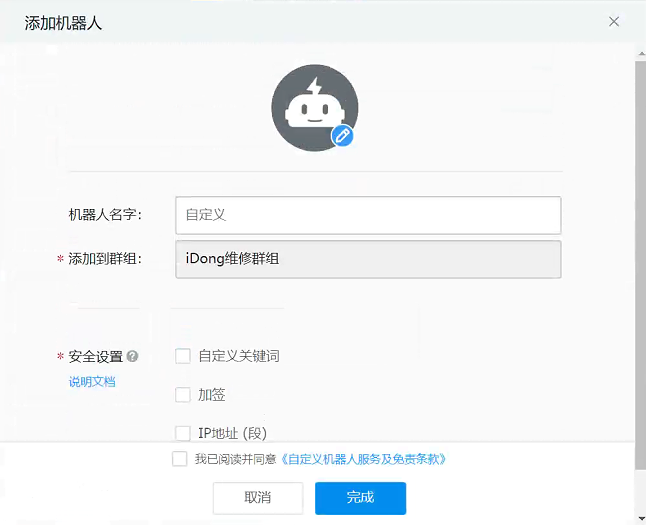 添加机器人
机器人名字:
自定义
* 添加到群组:
iDong维修群组
* 安全设置 ?
自定义关键词
说明文档
加签
IP地址 (段)
我已阅读并同意《自定义机器人服务及免责条款》
取消
完成